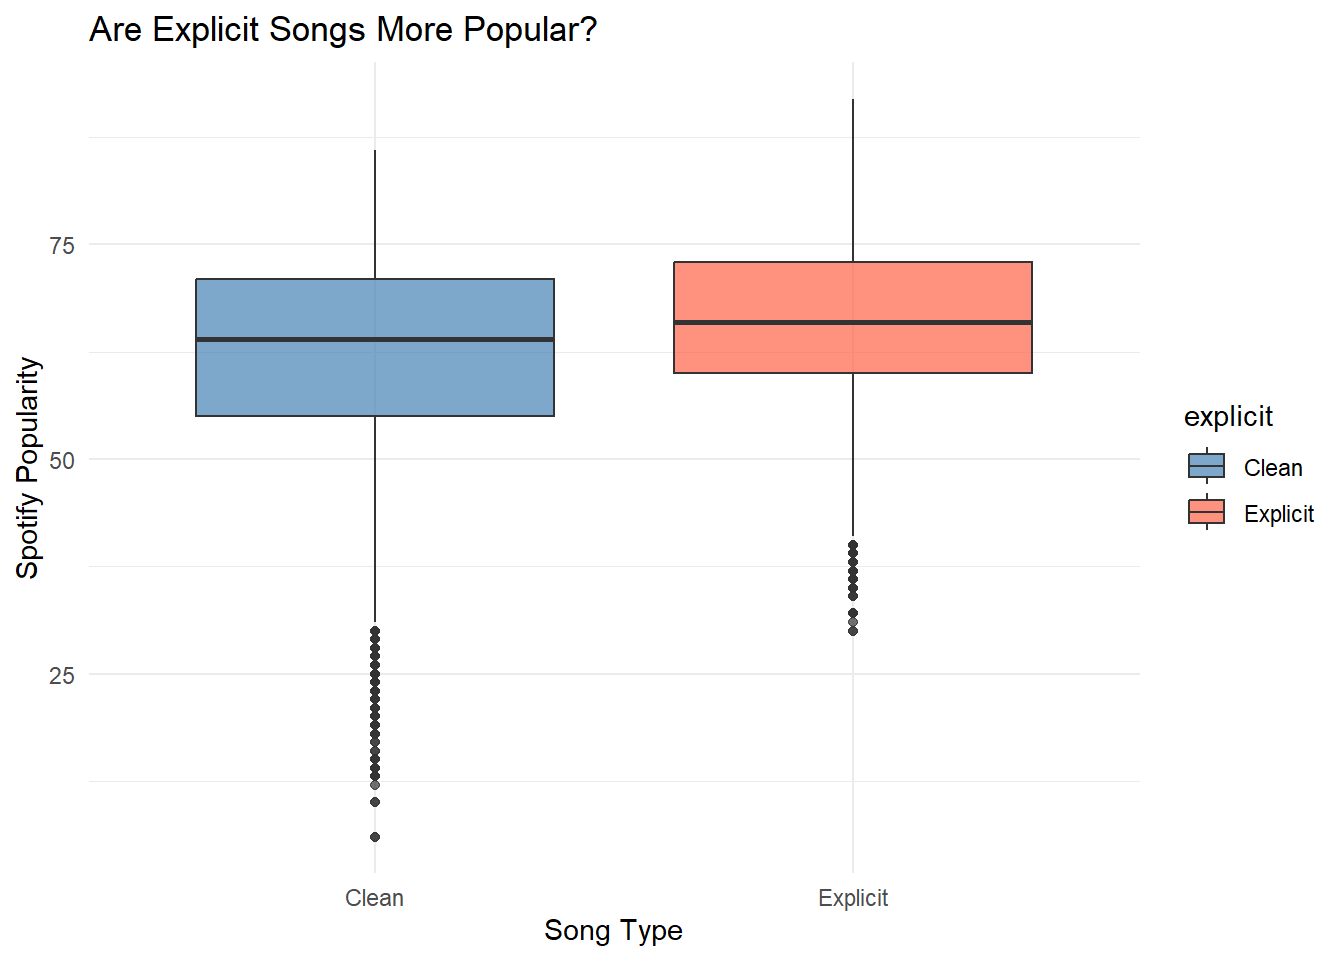 Are Explicit Songs More Popular?
Spotify Popularity
75
50
25
Clean
Explicit
Song Type
explicit
Clean
Explicit